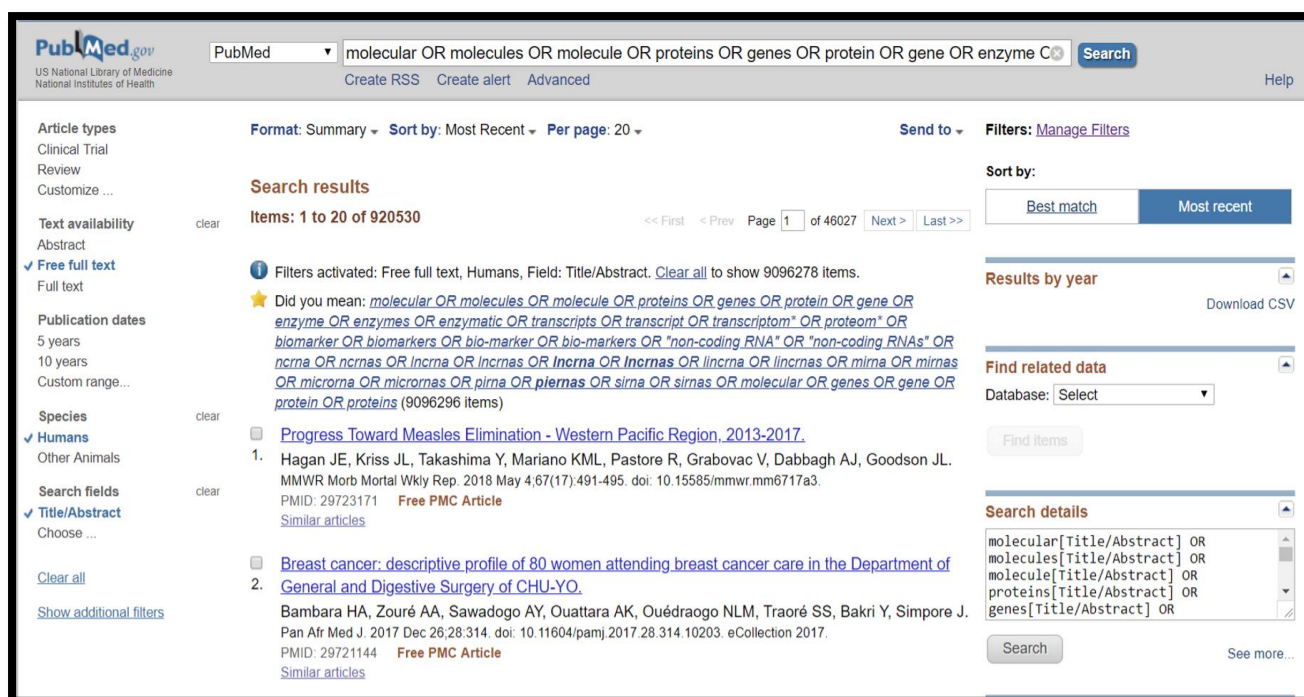 PubMed.gov
US National Library of Medicine
National Institutes of Health
PubMed
molecular OR molecules OR molecule OR proteins OR genes OR protein OR gene OR enzyme O
Search
Create RSS Create alert Advanced
Help
Article types
Clinical Trial
Review
Customize ...
Text availability clear
Abstract
Free full text
Full text
Publication dates
5 years
10 years
Custom range...
Species clear
Humans
Other Animals
Search fields clear
Title/Abstract
Choose ...
Clear all
Show additional filters
Format: Summary Sort by: Most Recent Per page: 20 Send to
Search results
Items: 1 to 20 of 920530
<< First < Prev Page 1 of 46027 Next > Last >>
Filters activated: Free full text, Humans, Field: Title/Abstract. Clear all to show 9096278 items.
Did you mean: molecular OR molecules OR molecule OR proteins OR genes OR protein OR gene OR
enzyme OR enzymes OR enzymatic OR transcripts OR transcript OR transcriptom* OR proteom* OR
biomarker OR biomarkers OR bio-marker OR bio-markers OR "non-coding RNA" OR "non-coding RNAs" OR
ncrna OR ncrnas OR lncrna OR lncrnas OR lncrna OR lncrnas OR lincrna OR lincrnas OR mirna OR mirnas
OR microrna OR micrornas OR pirna OR piernas OR sirna OR sirnas OR molecular OR genes OR gene OR
protein OR proteins (9096296 items)
Progress Toward Measles Elimination - Western Pacific Region, 2013-2017.
1. Hagan JE, Kriss JL, Takashima Y, Mariano KML, Pastore R, Grabovac V, Dabbagh AJ, Goodson JL.
MMWR Morb Mortal Wkly Rep. 2018 May 4;67(17):491-495. doi: 10.15585/mmwr.mm6717a3.
PMID: 29723171 Free PMC Article
Similar articles
Breast cancer: descriptive profile of 80 women attending breast cancer care in the Department of
2. General and Digestive Surgery of CHU-YO.
Bambara HA, Zouré AA, Sawadogo AY, Ouattara AK, Ouédraogo NLM, Traoré SS, Bakri Y, Simpore J.
Pan Afr Med J. 2017 Dec 26;28:314. doi: 10.11604/pamj.2017.28.314.10203. eCollection 2017.
PMID: 29721144 Free PMC Article
Similar articles
Filters: Manage Filters
Sort by:
Best match Most recent
Results by year
Download CSV
Find related data
Database: Select
Find items
Search details
molecular[Title/Abstract] OR
molecules[Title/Abstract] OR
molecule[Title/Abstract] OR
proteins[Title/Abstract] OR
genes[Title/Abstract] OR
Search
See more...